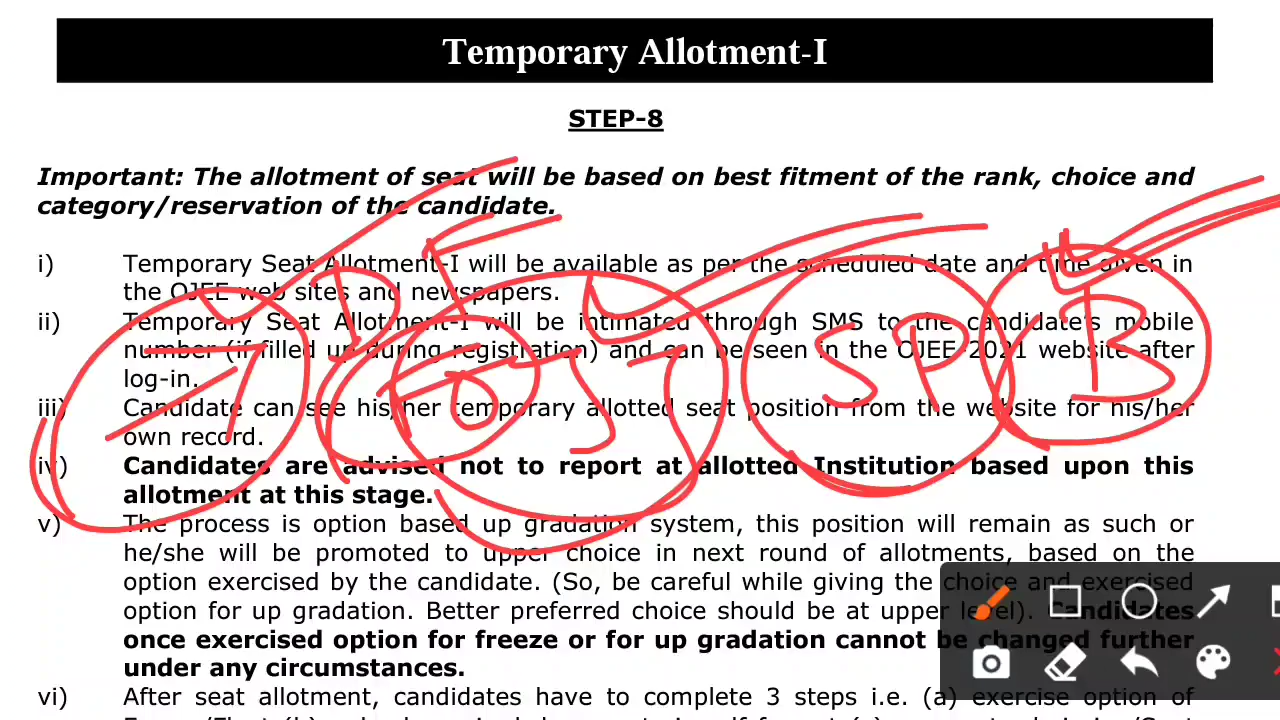 Temporary Allotment-I
STEP-8
Important: The allotment of seat will be based on best fitment of the rank, choice and
category/reservation of the candidate.
i) Temporary Seat Allotment-I will be available as per the scheduled date and time given in
the OJEE web sites and newspapers.
ii) Temporary Seat Allotment-I will be intimated through SMS to the candidate's mobile
number (if filled up during registration) and can be seen in the OJEE-2021 website after
log-in.
iii) Candidate can see his/her temporary allotted seat position from the website for his/her
own record.
iv) Candidates are advised not to report at allotted Institution based upon this
allotment at this stage.
v) The process is option based up gradation system, this position will remain as such or
he/she will be promoted to upper choice in next round of allotments, based on the
option exercised by the candidate. (So, be careful while giving the choice and exercised
option for up gradation. Better preferred choice should be at upper level). Candidates
once exercised option for freeze or for up gradation cannot be changed further
under any circumstances.
vi) After seat allotment, candidates have to complete 3 steps i.e. (a) exercise option of
SP
B